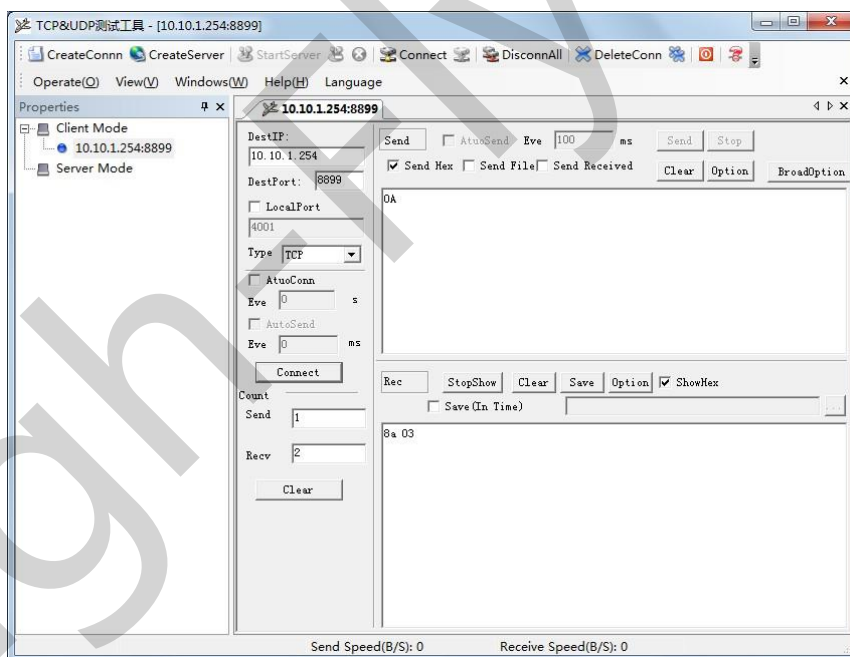 TCP&UDP测试工具 - [10.10.1.254:8899]
CreateConnn CreateServer StartServer Connect DisconnAll DeleteConn
Operate(O) View(V) Windows(W) Help(H) Language
Properties
Client Mode
10.10.1.254:8899
Server Mode
10.10.1.254:8899
DestIP:
10.10.1.254
DestPort: 8899
LocalPort
4001
Type TCP
AtuoConn
Eve 0 s
AutoSend
Eve 0 ms
Connect
Count
Send 1
Recv 2
Clear
Send AtuoSend Eve 100 ms Send Stop
Send Hex Send File Send Received Clear Option BroadOption
0A
Rec StopShow Clear Save Option ShowHex
Save(In Time) ...
8a 03
Send Speed(B/S): 0 Receive Speed(B/S): 0
gh-Fly